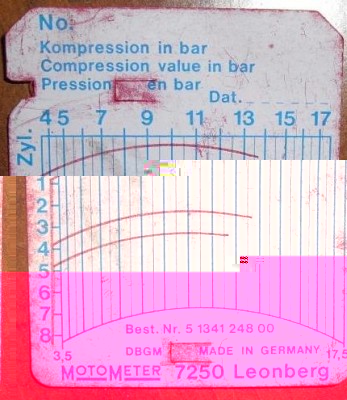 No.
Kompression in bar
Compression value in bar
Pression en bar
Dat.
4 5 7 9 11 13 15 17
Zyl.
1
2
3
4
5
6
7
8
3,5
17,5
Best. Nr. 5 1341 248 00
DBGM MADE IN GERMANY
MOTOMETER 7250 Leonberg